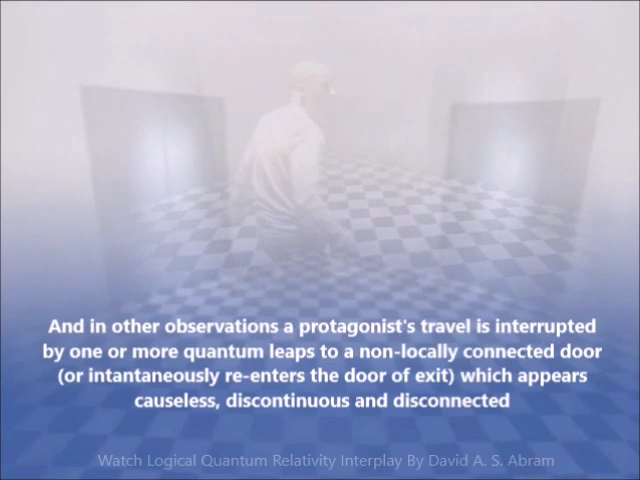 And in other observations a protagonist's travel is interrupted
by one or more quantum leaps to a non-locally connected door
(or intantaneously re-enters the door of exit) which appears
causeless, discontinuous and disconnected
Watch Logical Quantum Relativity Interplay By David A. S. Abram